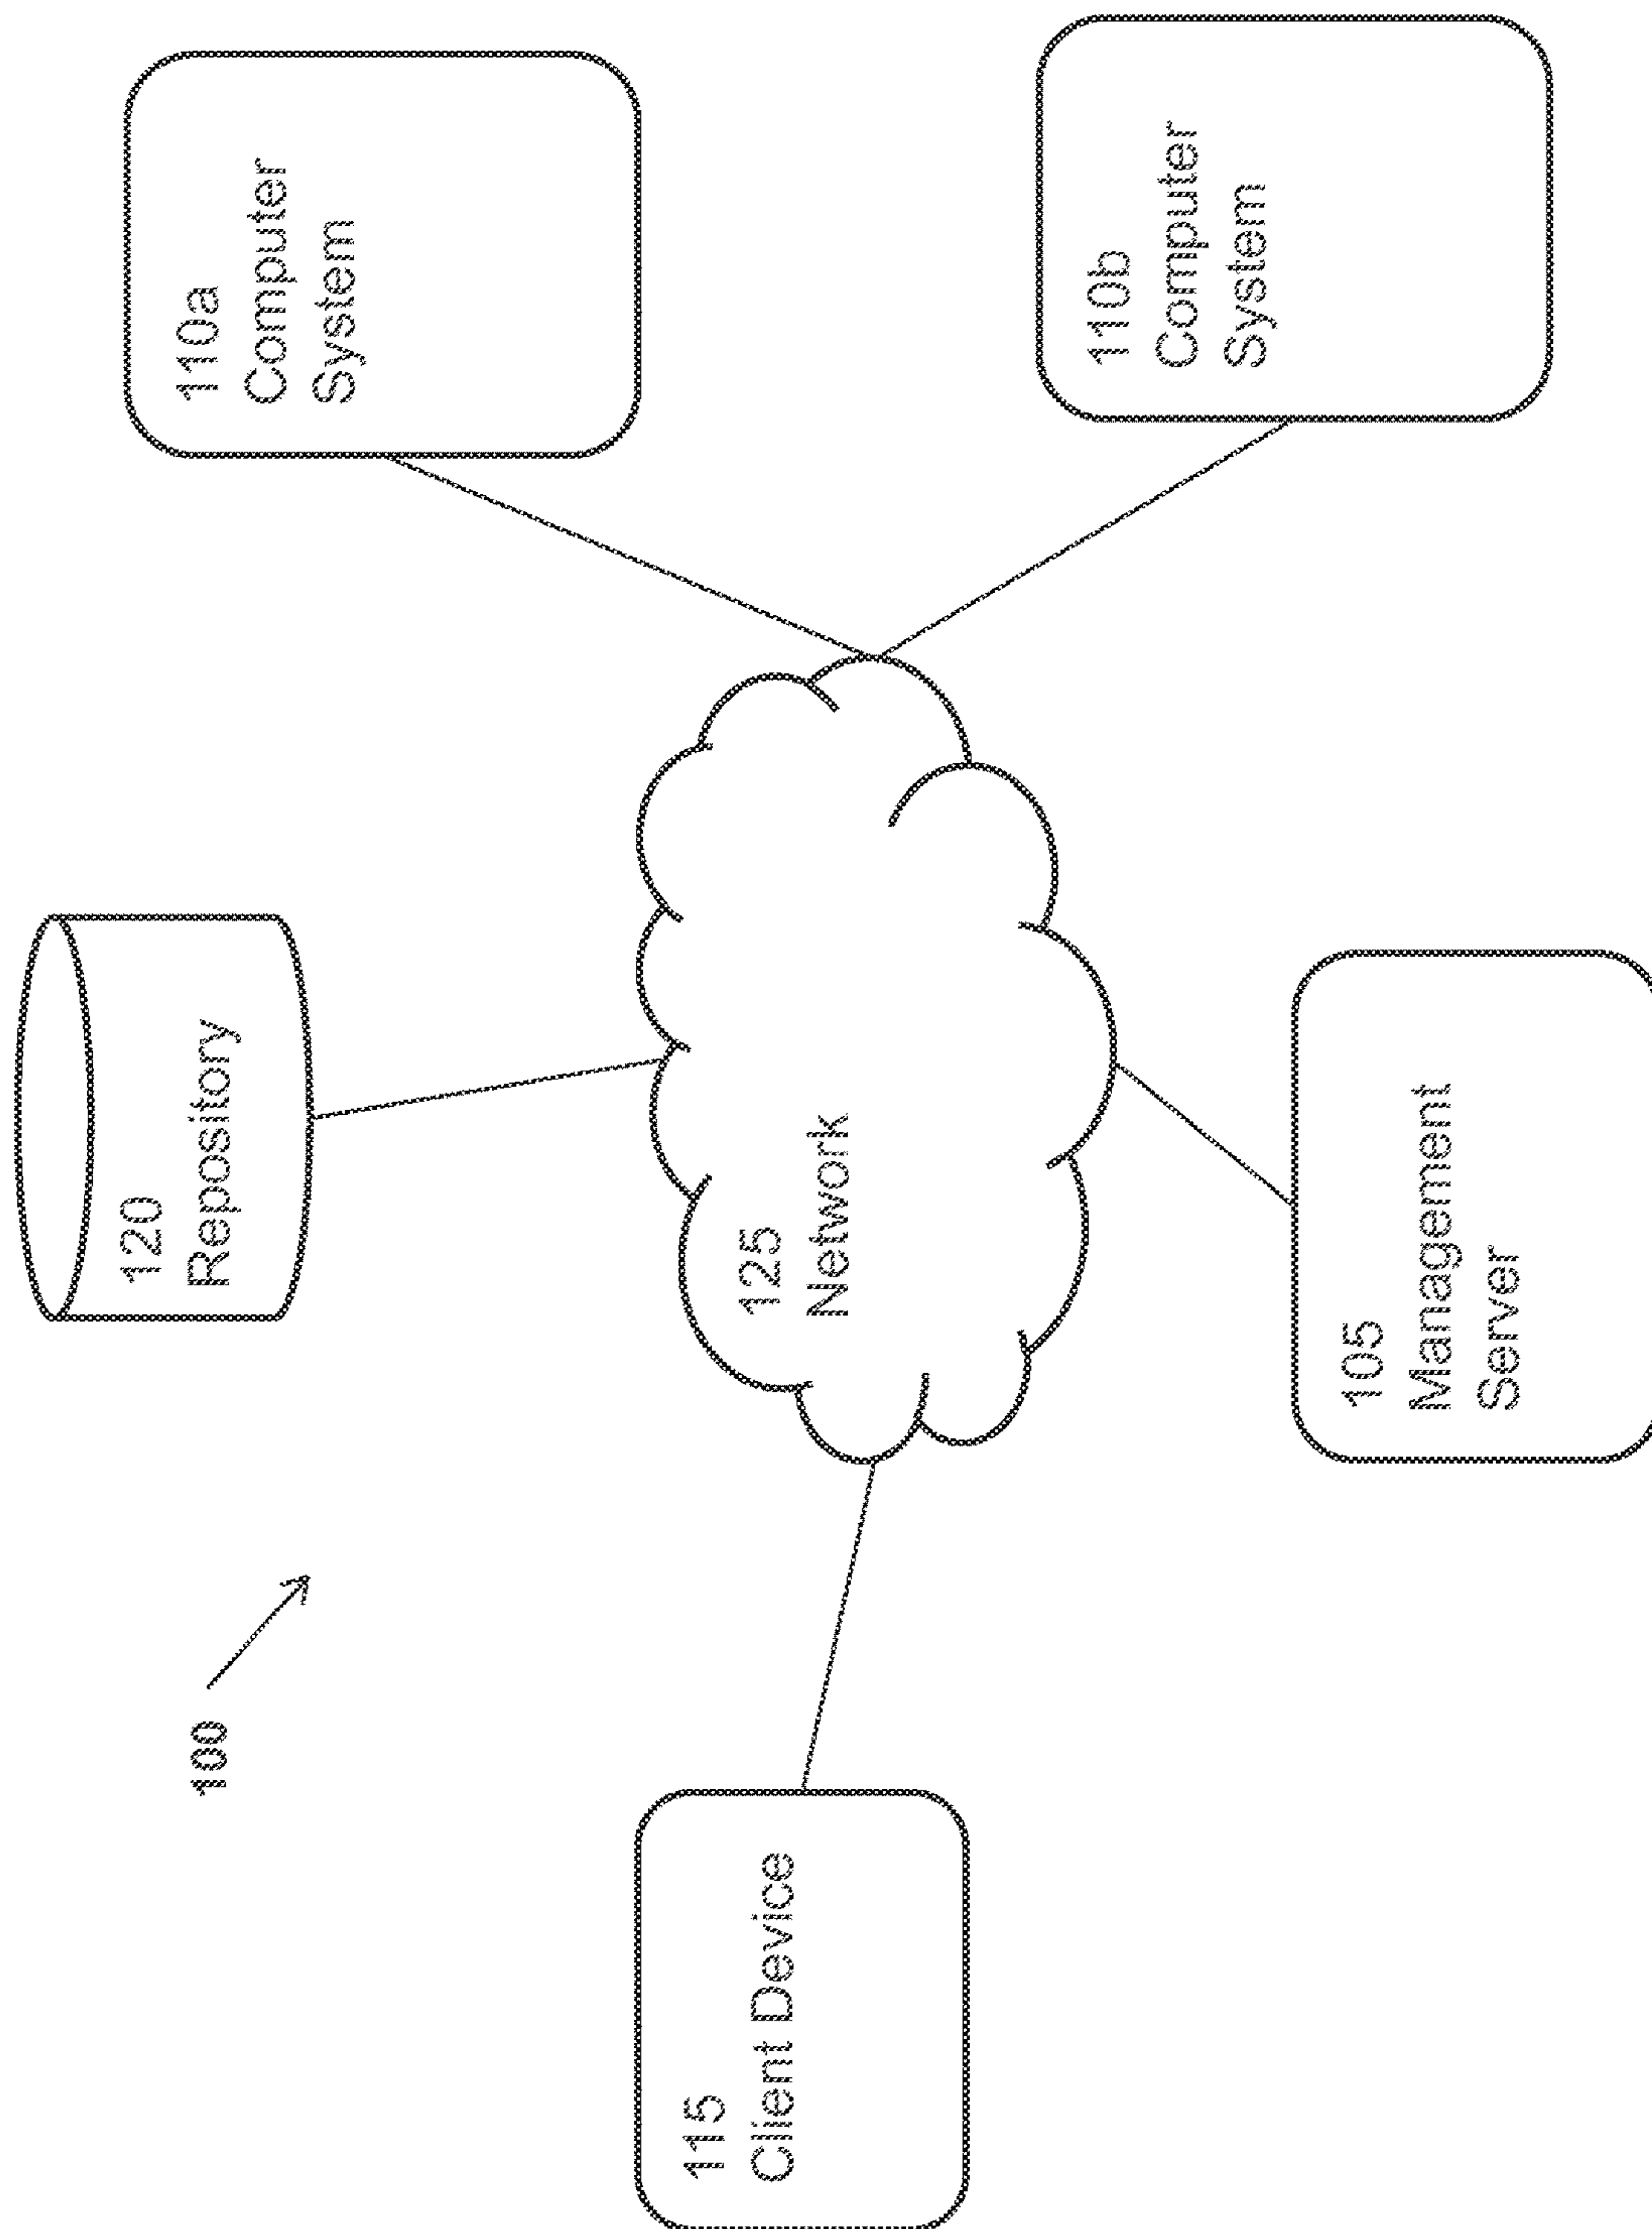 100
120
Repository
110a
Computer
System
125
Network
115
Client Device
110b
Computer
System
105
Management
Server